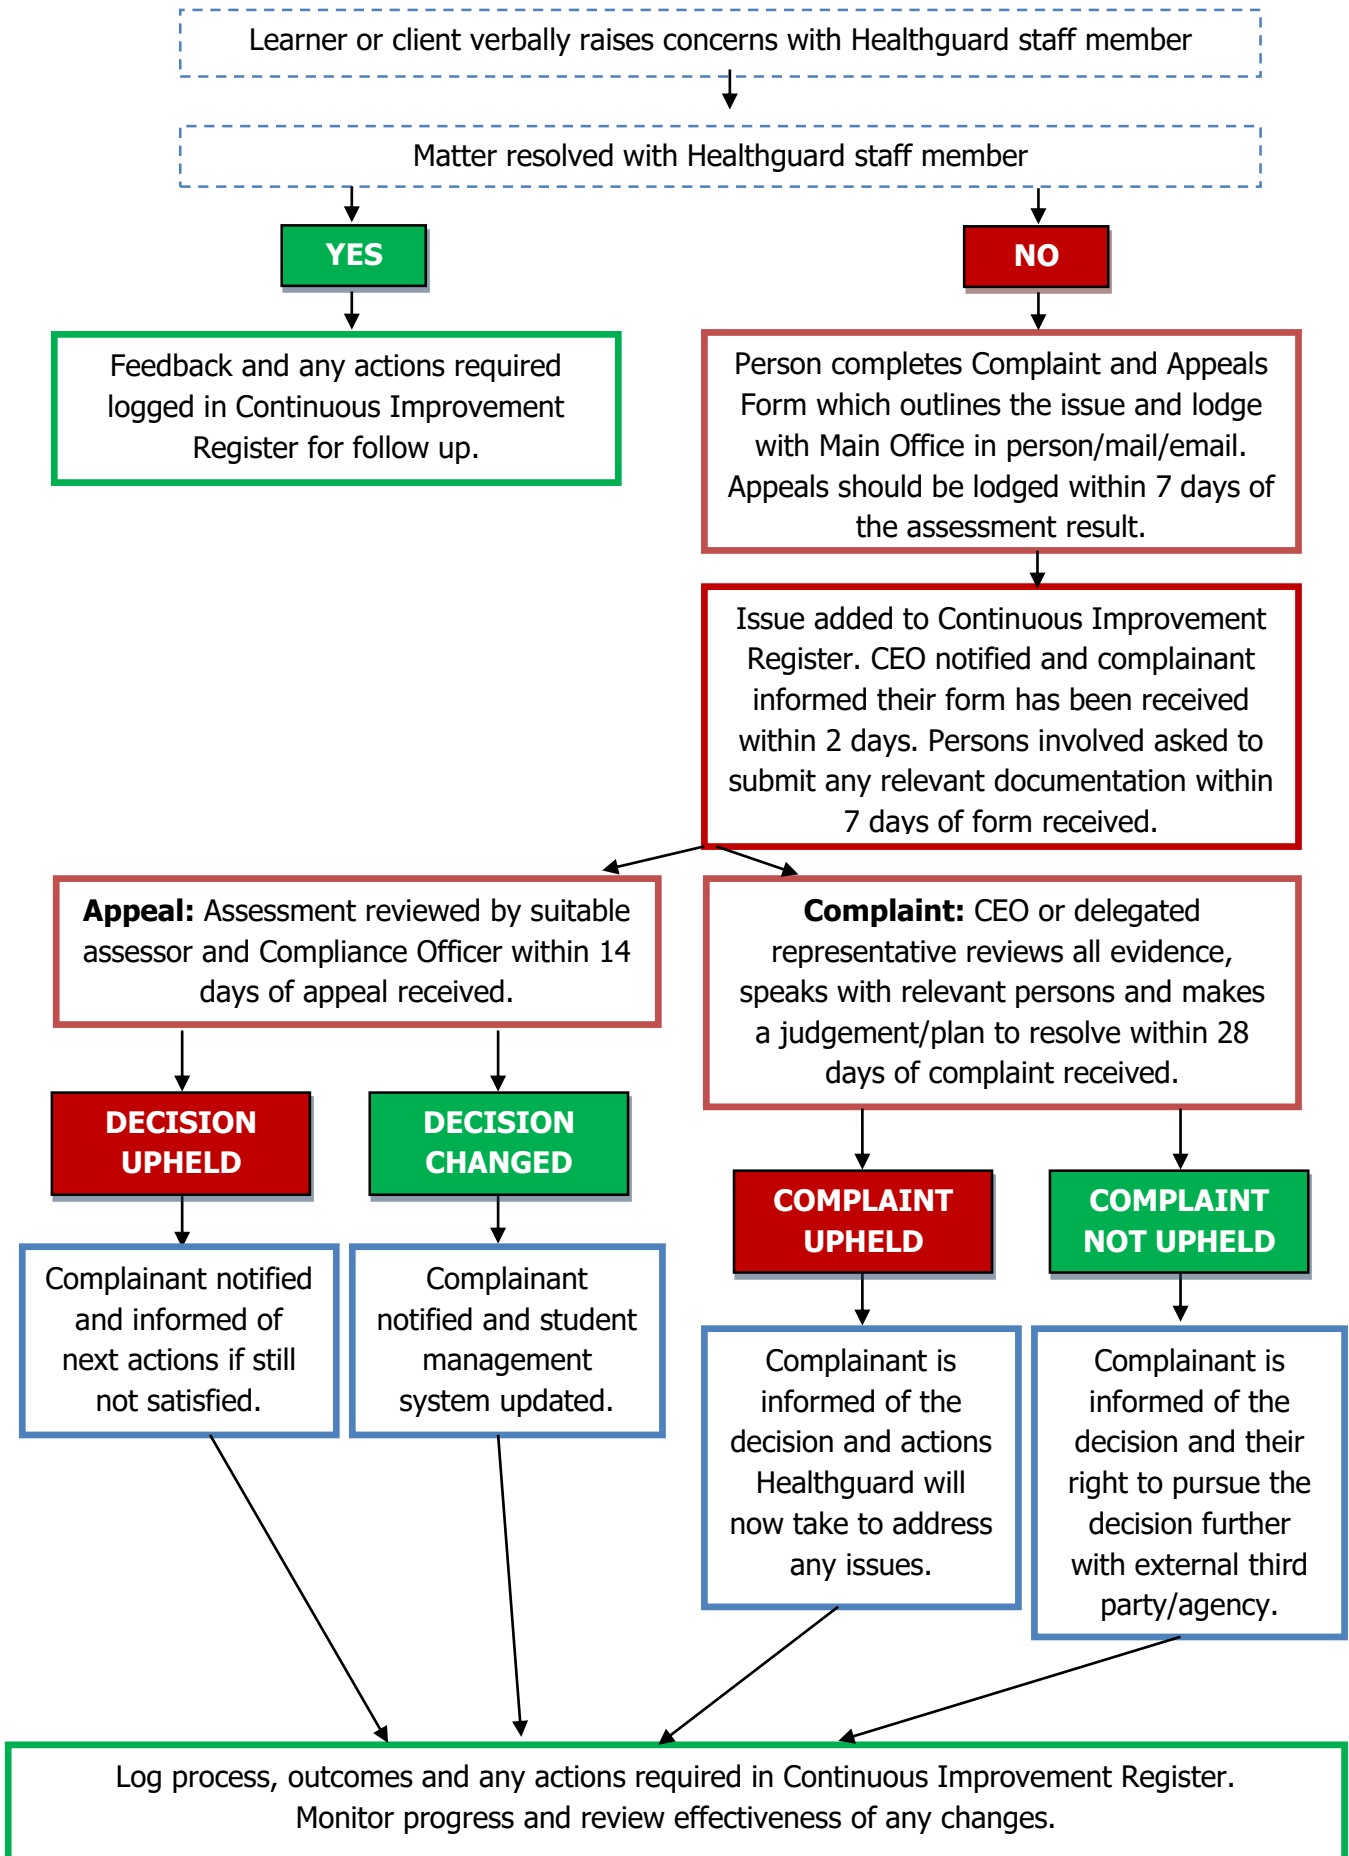 Learner or client verbally raises concerns with Healthguard staff member
Matter resolved with Healthguard staff member
YES
NO
Feedback and any actions required
logged in Continuous Improvement
Register for follow up.
Person completes Complaint and Appeals
Form which outlines the issue and lodge
with Main Office in person/mail/email.
Appeals should be lodged within 7 days of
the assessment result.
Issue added to Continuous Improvement
Register. CEO notified and complainant
informed their form has been received
within 2 days. Persons involved asked to
submit any relevant documentation within
7 days of form received.
Appeal: Assessment reviewed by suitable
assessor and Compliance Officer within 14
days of appeal received.
Complaint: CEO or delegated
representative reviews all evidence,
speaks with relevant persons and makes
a judgement/plan to resolve within 28
days of complaint received.
DECISION
UPHELD
DECISION
CHANGED
COMPLAINT
UPHELD
COMPLAINT
NOT UPHELD
Complainant notified
and informed of
next actions if still
not satisfied.
Complainant
notified and student
management
system updated.
Complainant is
informed of the
decision and actions
Healthguard will
now take to address
any issues.
Complainant is
informed of the
decision and their
right to pursue the
decision further
with external third
party/agency.
Log process, outcomes and any actions required in Continuous Improvement Register.
Monitor progress and review effectiveness of any changes.